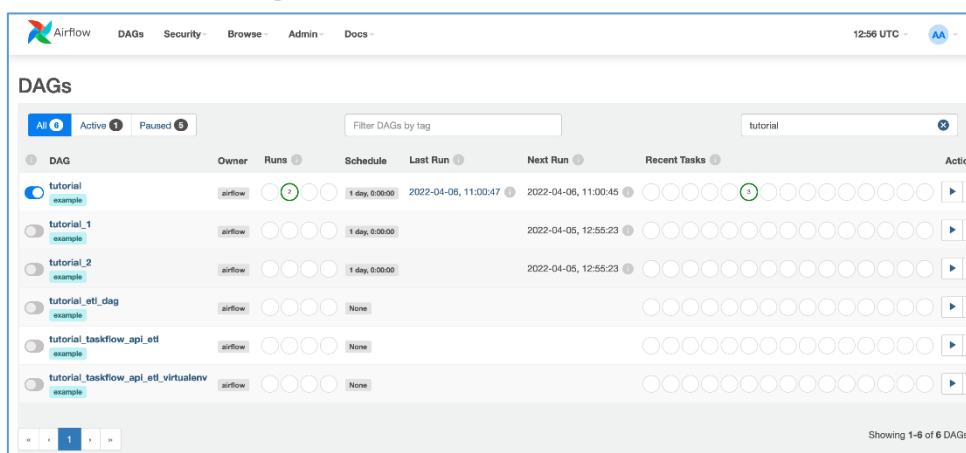 Airflow DAGs Security Browse Admin Docs 12:56 UTC AA
DAGs
All 6 Active 1 Paused 5 Filter DAGs by tag tutorial
DAG Owner Runs Schedule Last Run Next Run Recent Tasks Actio
tutorial airflow 2 1 day, 0:00:00 2022-04-06, 11:00:47 2022-04-06, 11:00:45 3
example
tutorial_1 airflow 1 day, 0:00:00 2022-04-05, 12:55:23
example
tutorial_2 airflow 1 day, 0:00:00 2022-04-05, 12:55:23
example
tutorial_etl_dag airflow None
example
tutorial_taskflow_api_etl airflow None
example
tutorial_taskflow_api_etl_virtualenv airflow None
example
« ‹ 1 › » Showing 1-6 of 6 DAGs